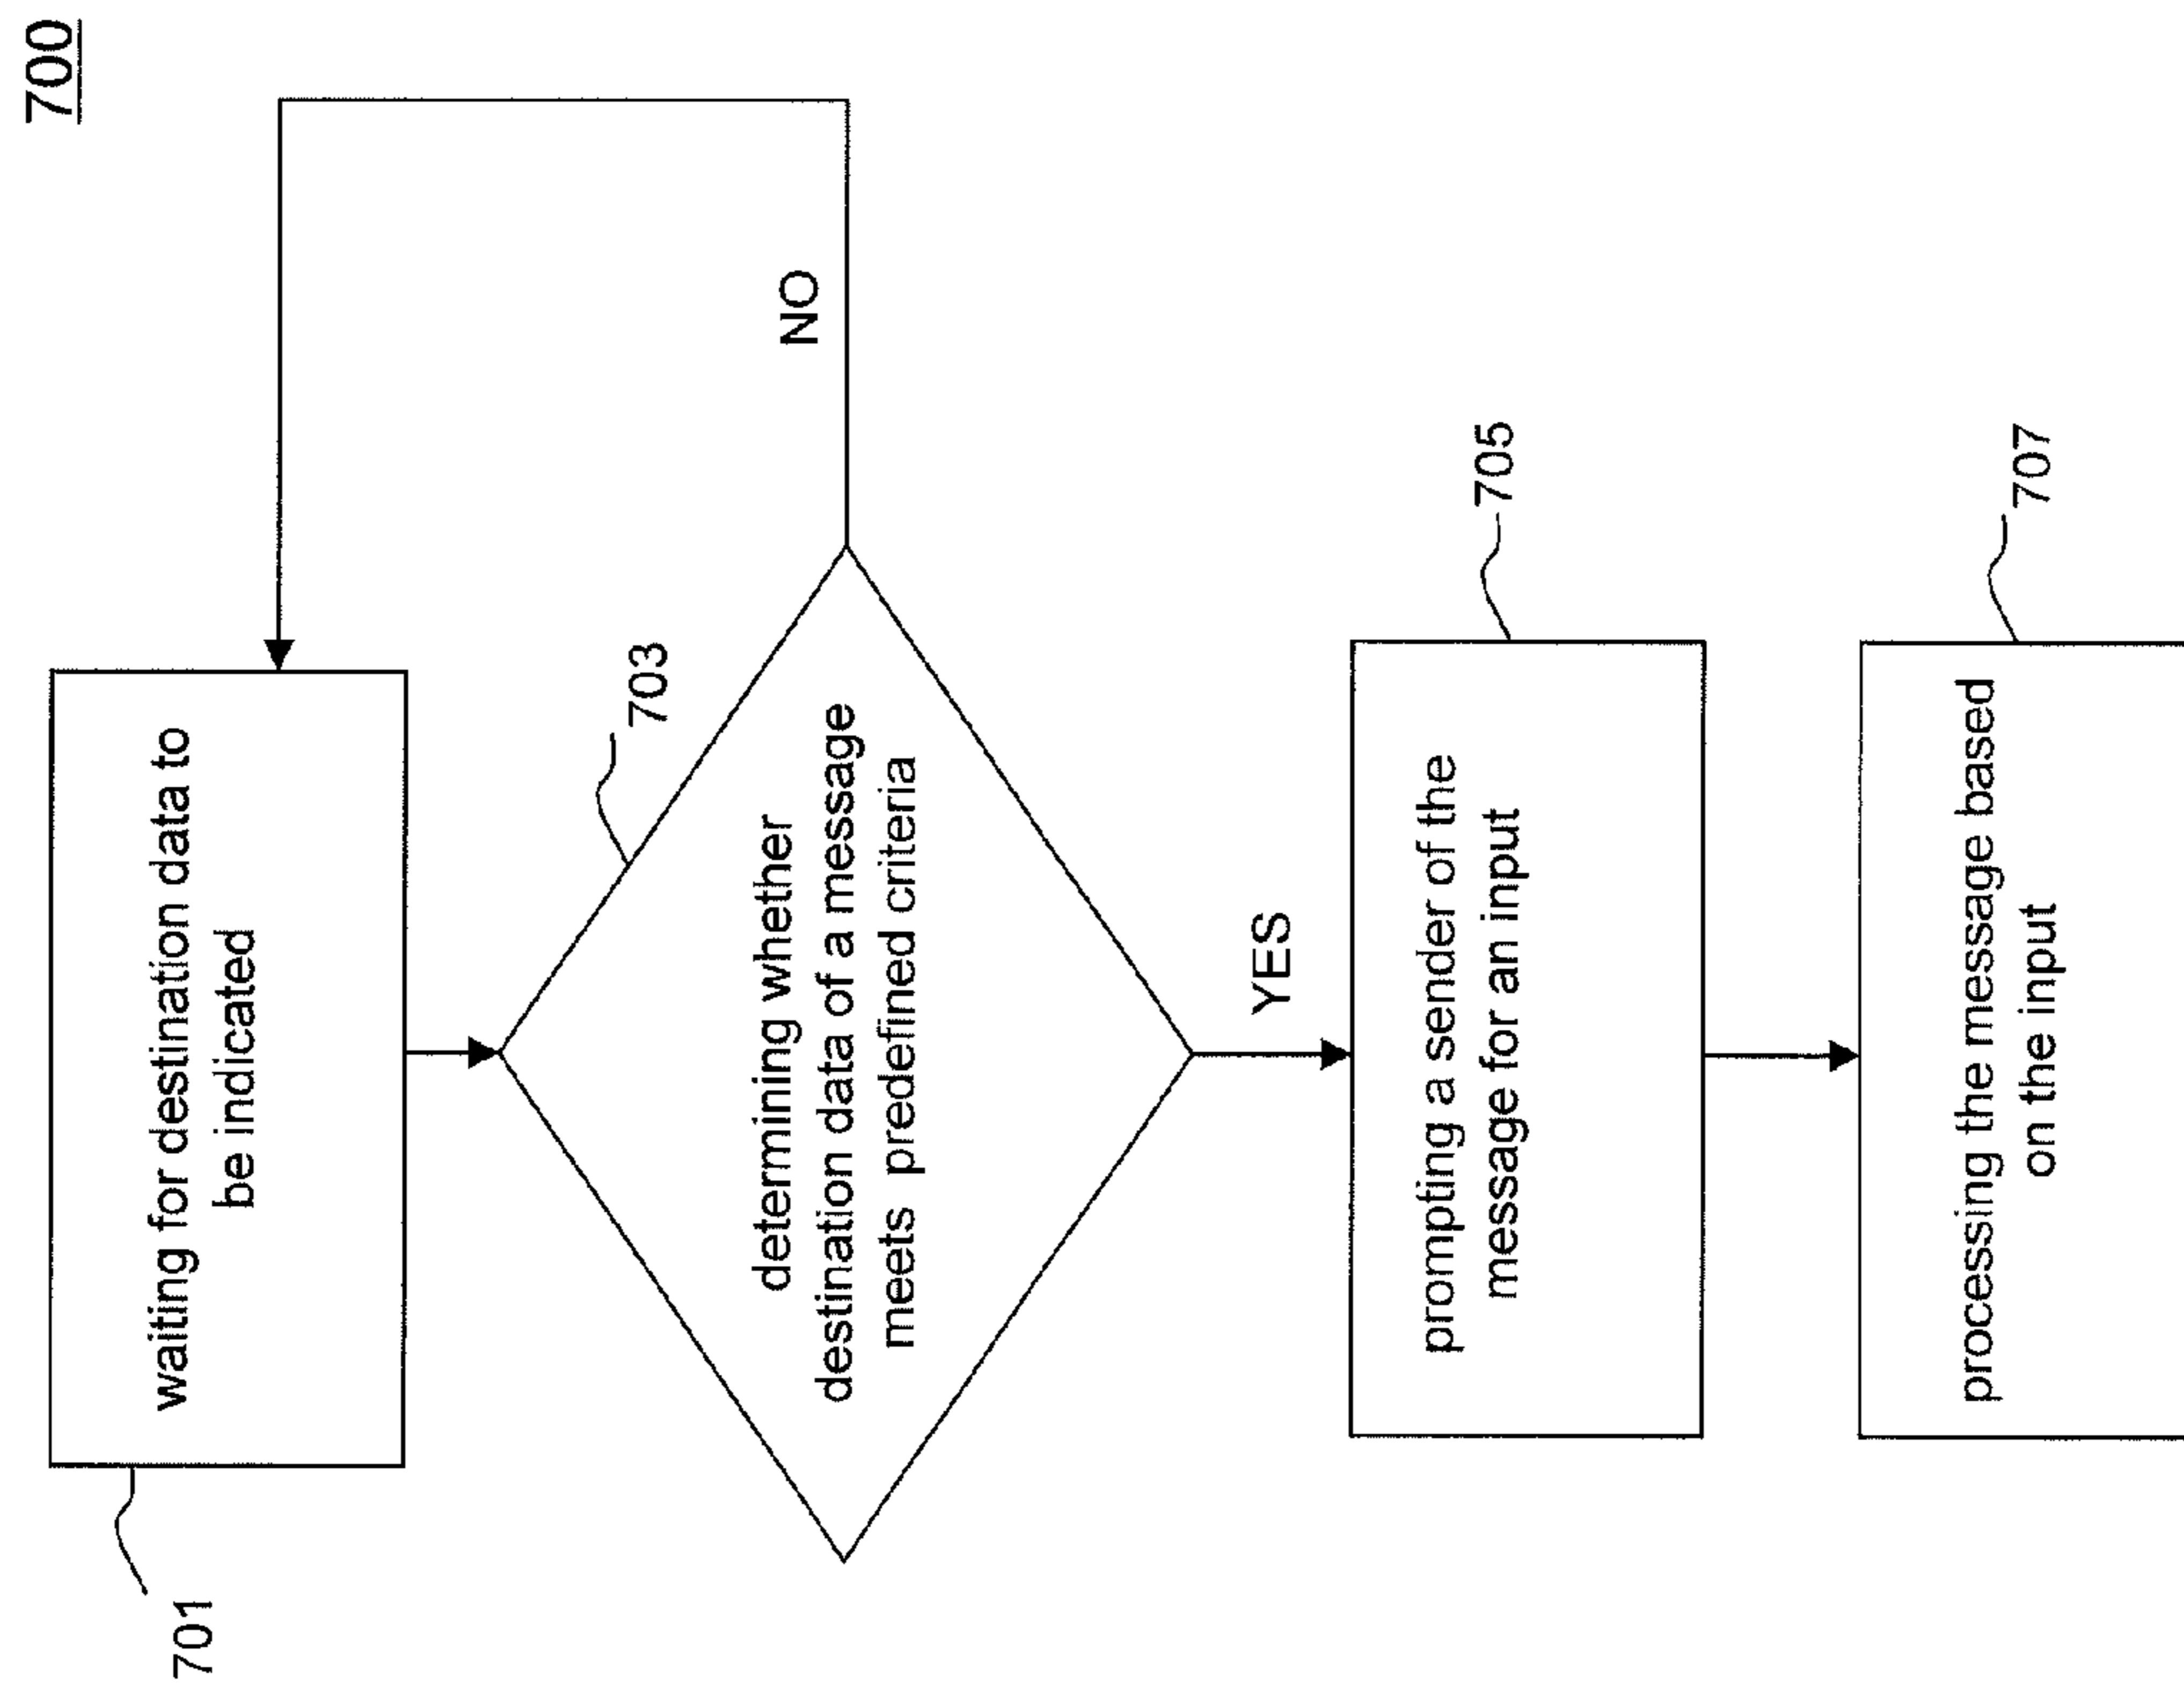 700
701
waiting for destination data to
be indicated
703
determining whether
destination data of a message
meets predefined criteria
NO
YES
705
prompting a sender of the
message for an input
707
processing the message based
on the input